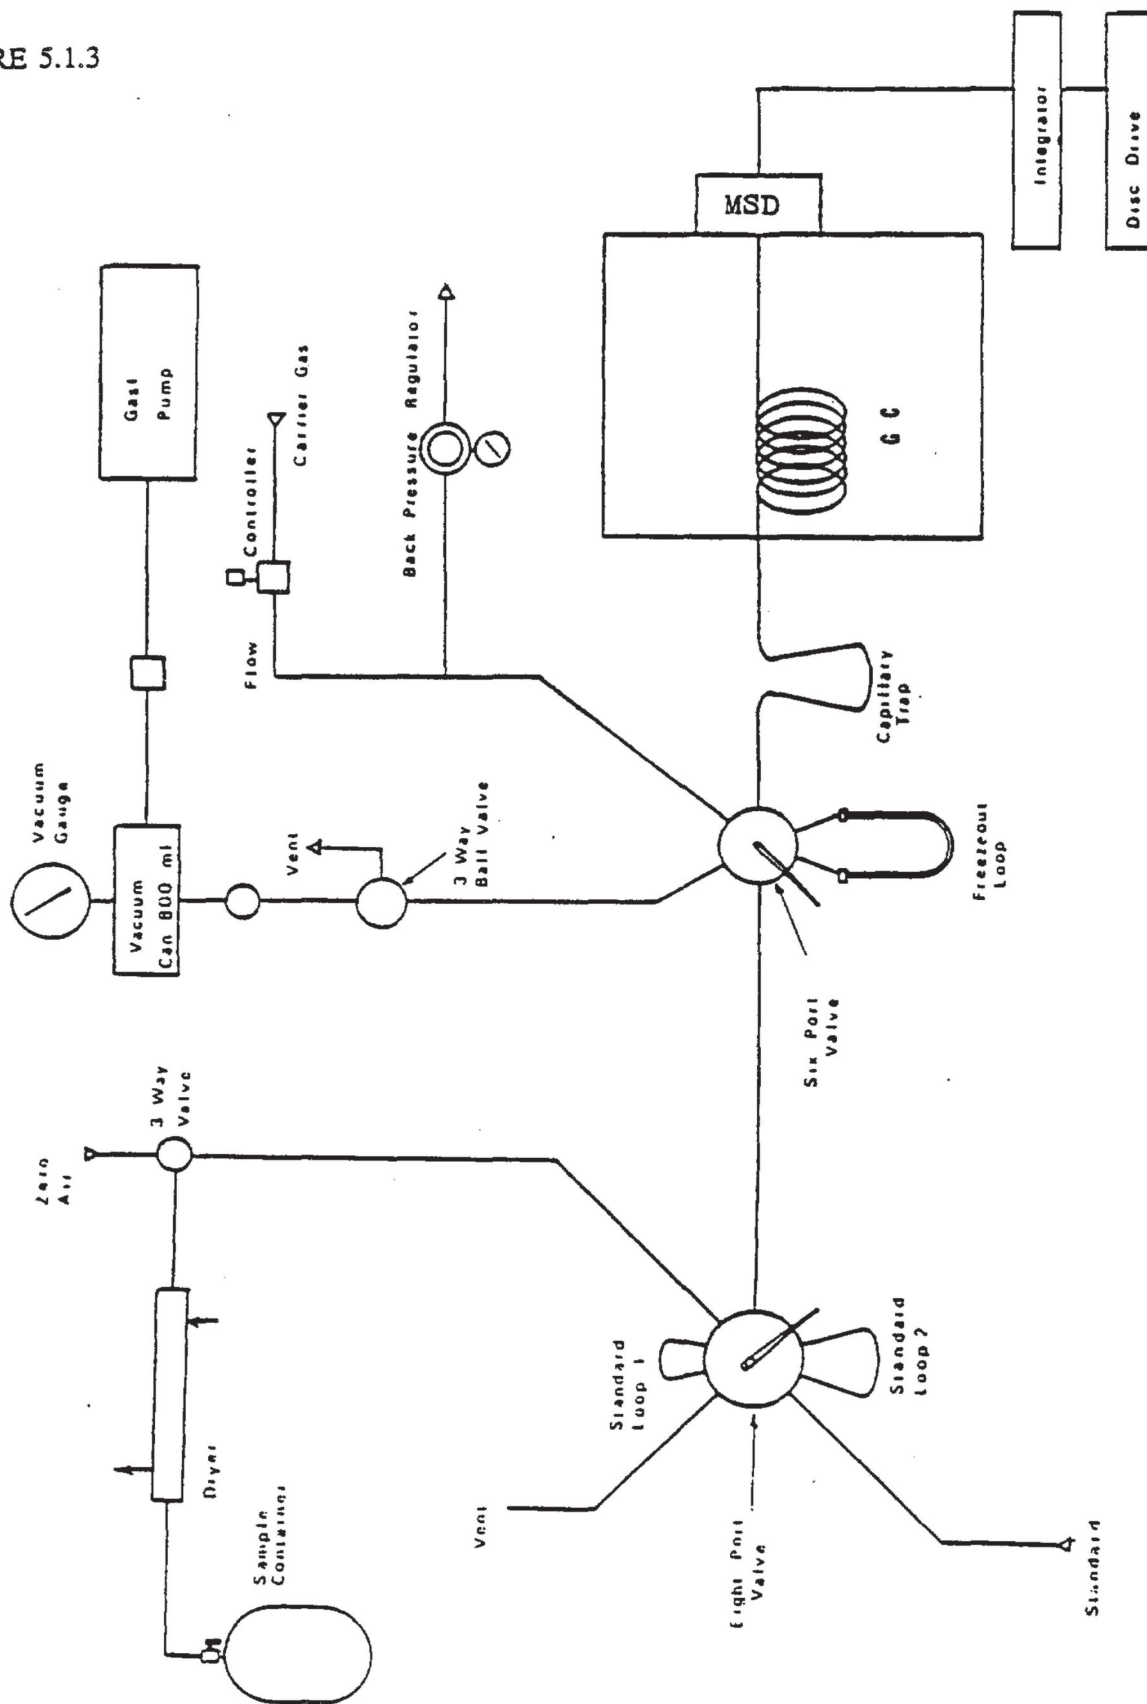 RE 5.1.3
Integrator
Disc Drive
MSD
Gast
Pump
Controller
Carrier Gas
Back Pressure Regulator
G C
Flow
Vacuum
Gauge
Vacuum
Can 800 ml
Vent
3 Way
Ball Valve
Capillary
Trap
Freezeout
Loop
Six Port
Valve
3 Way
Valve
Zero
Air
Dryer
Sample
Container
Standard
Loop 1
Standard
Loop 2
Vent
Eight Port
Valve
Standard